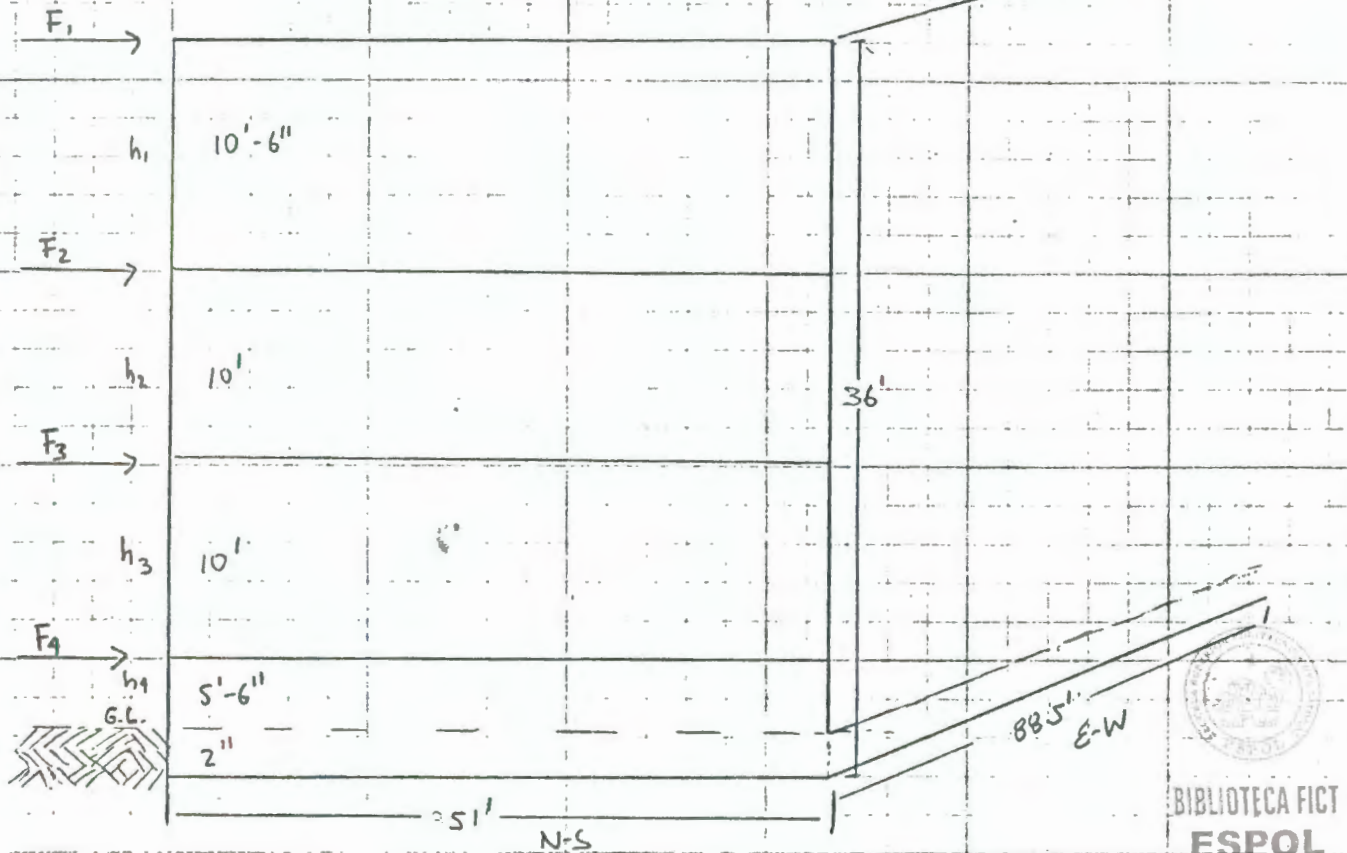 F1
h1 10'-6"
F2
h2 10'
36'
F3
h3 10'
F4
h4 5'-6"
G.L.
2"
88.5'
E-W
51'
N-S
BIBLIOTECA FICT
ESPOL